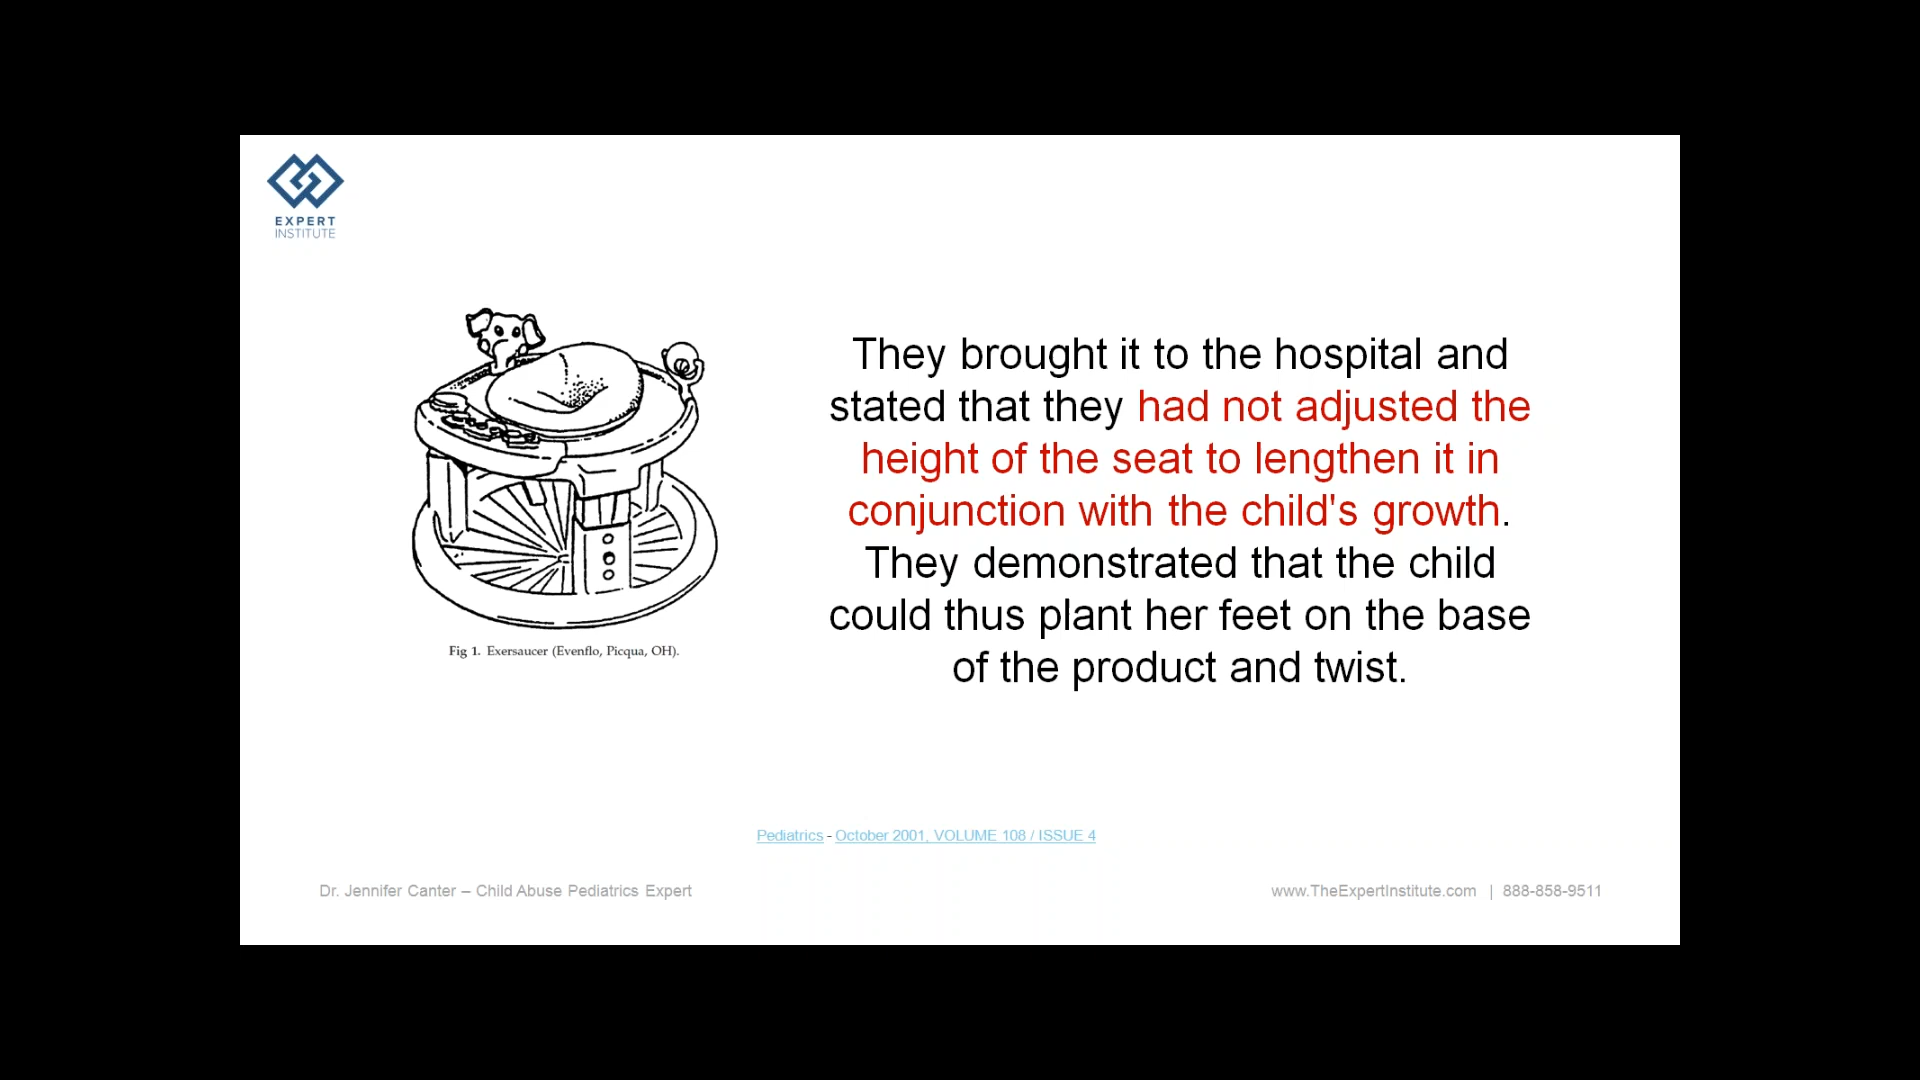 EXPERT
INSTITUTE
They brought it to the hospital and
stated that they had not adjusted the
height of the seat to lengthen it in
conjunction with the child's growth.
They demonstrated that the child
could thus plant her feet on the base
of the product and twist.
Fig 1. Exersaucer (Evenflo, Picqua, OH).
Pediatrics - October 2001, VOLUME 108 / ISSUE 4
Dr. Jennifer Canter – Child Abuse Pediatrics Expert
www.TheExpertInstitute.com | 888-858-9511